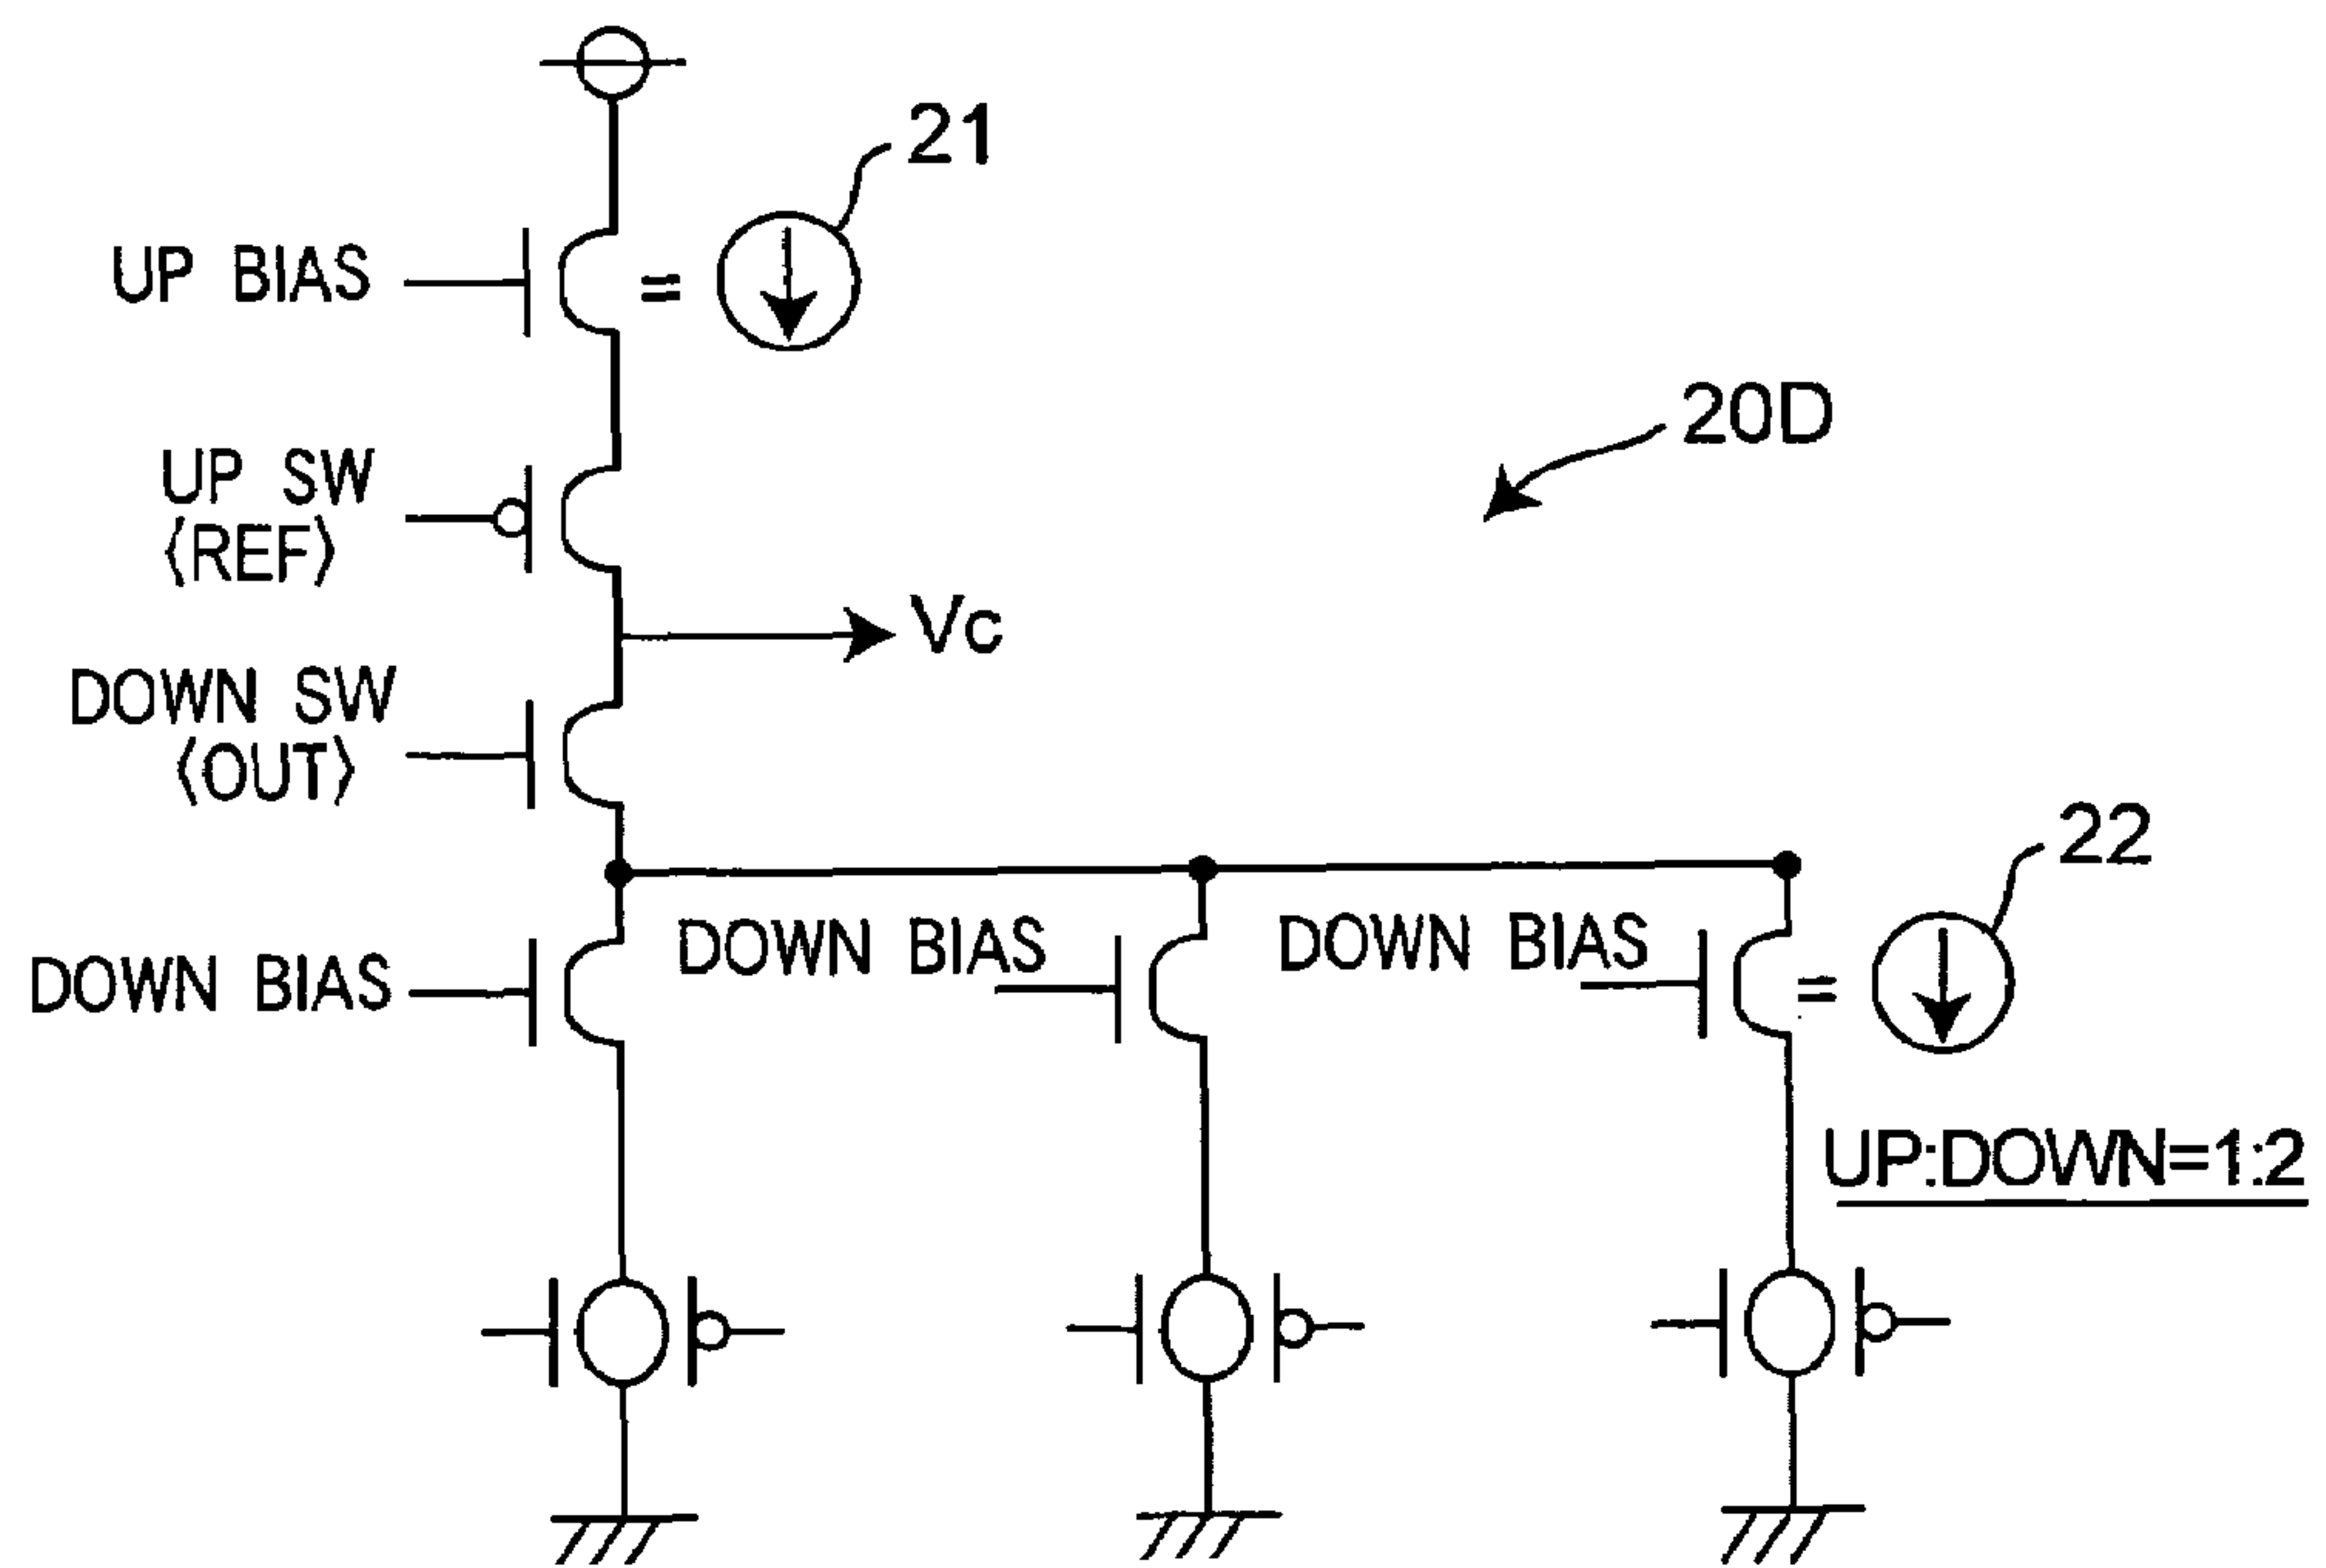 21
UP BIAS
=
20D
UP SW
⟨REF⟩
Vc
DOWN SW
⟨OUT⟩
22
DOWN BIAS
DOWN BIAS
DOWN BIAS
=
UP:DOWN=1:2